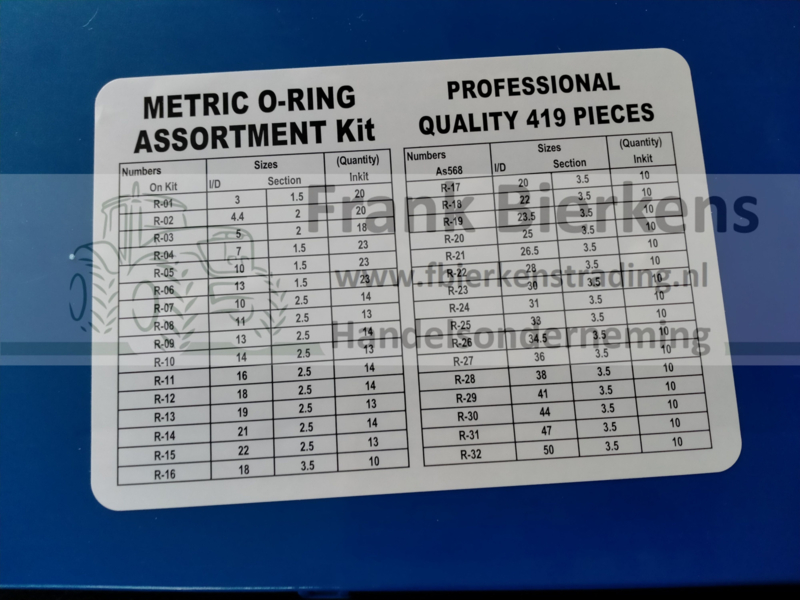 METRIC O-RING
ASSORTMENT Kit
Numbers Sizes (Quantity)
On Kit I/D Section Inkit
R-01 3 1.5 20
R-02 4.4 2 20
R-03 5 2 18
R-04 7 1.5 23
R-05 10 1.5 23
R-06 13 1.5 23
R-07 10 2.5 14
R-08 11 2.5 13
R-09 13 2.5 14
R-10 14 2.5 13
R-11 16 2.5 14
R-12 18 2.5 14
R-13 19 2.5 13
R-14 21 2.5 14
R-15 22 2.5 13
R-16 18 3.5 10
PROFESSIONAL
QUALITY 419 PIECES
Numbers Sizes (Quantity)
As568 I/D Section Inkit
R-17 20 3.5 10
R-18 22 3.5 10
R-19 23.5 3.5 10
R-20 25 3.5 10
R-21 26.5 3.5 10
R-22 28 3.5 10
R-23 30 3.5 10
R-24 31 3.5 10
R-25 33 3.5 10
R-26 34.5 3.5 10
R-27 36 3.5 10
R-28 38 3.5 10
R-29 41 3.5 10
R-30 44 3.5 10
R-31 47 3.5 10
R-32 50 3.5 10
Frank Bierkens
www.fbierkenstrading.nl
Handelsonderneming